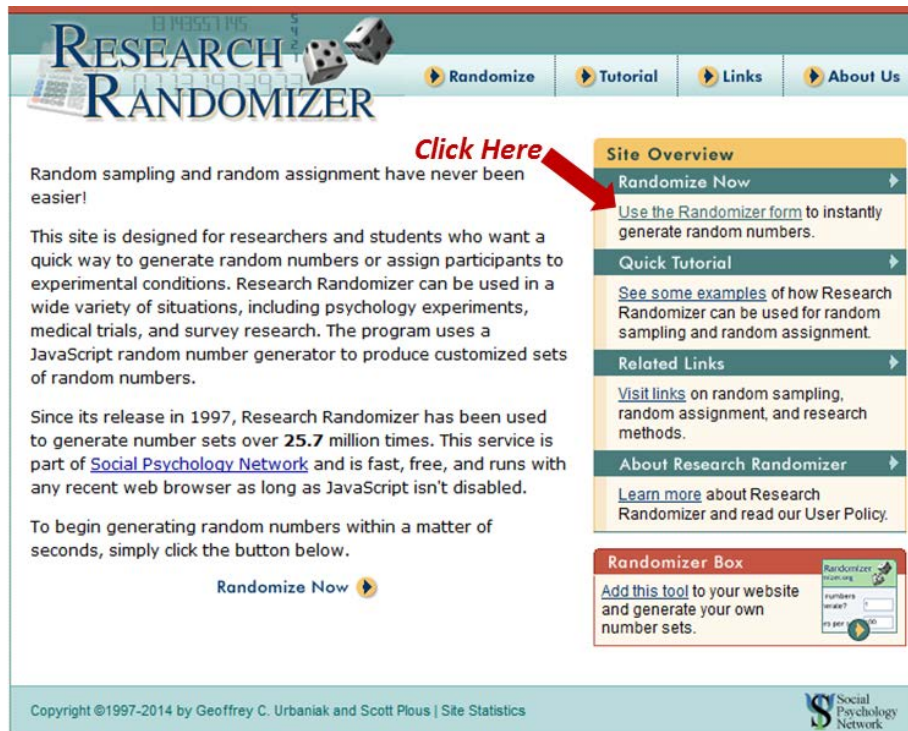 RESEARCH
RANDOMIZER
Randomize
Tutorial
Links
About Us
Click Here
Random sampling and random assignment have never been
easier!
This site is designed for researchers and students who want a
quick way to generate random numbers or assign participants to
experimental conditions. Research Randomizer can be used in a
wide variety of situations, including psychology experiments,
medical trials, and survey research. The program uses a
JavaScript random number generator to produce customized sets
of random numbers.
Since its release in 1997, Research Randomizer has been used
to generate number sets over 25.7 million times. This service is
part of Social Psychology Network and is fast, free, and runs with
any recent web browser as long as JavaScript isn't disabled.
To begin generating random numbers within a matter of
seconds, simply click the button below.
Randomize Now
Site Overview
Randomize Now
Use the Randomizer form to instantly
generate random numbers.
Quick Tutorial
See some examples of how Research
Randomizer can be used for random
sampling and random assignment.
Related Links
Visit links on random sampling,
random assignment, and research
methods.
About Research Randomizer
Learn more about Research
Randomizer and read our User Policy.
Randomizer Box
Add this tool to your website
and generate your own
number sets.
Randomizer
numbers
Copyright ©1997-2014 by Geoffrey C. Urbaniak and Scott Plous | Site Statistics
Social
Psychology
Network